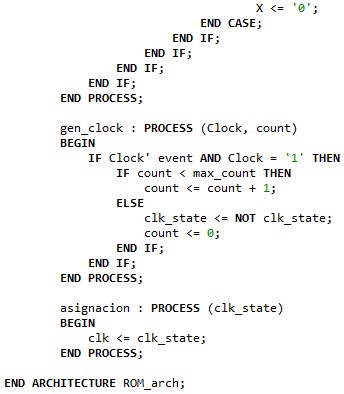 X <= '0';
END CASE;
END IF;
END IF;
END IF;
END IF;
END PROCESS;
gen_clock : PROCESS (Clock, count)
BEGIN
IF Clock' event AND Clock = '1' THEN
IF count < max_count THEN
count <= count + 1;
ELSE
clk_state <= NOT clk_state;
count <= 0;
END IF;
END IF;
END PROCESS;
asignacion : PROCESS (clk_state)
BEGIN
clk <= clk_state;
END PROCESS;
END ARCHITECTURE ROM_arch;